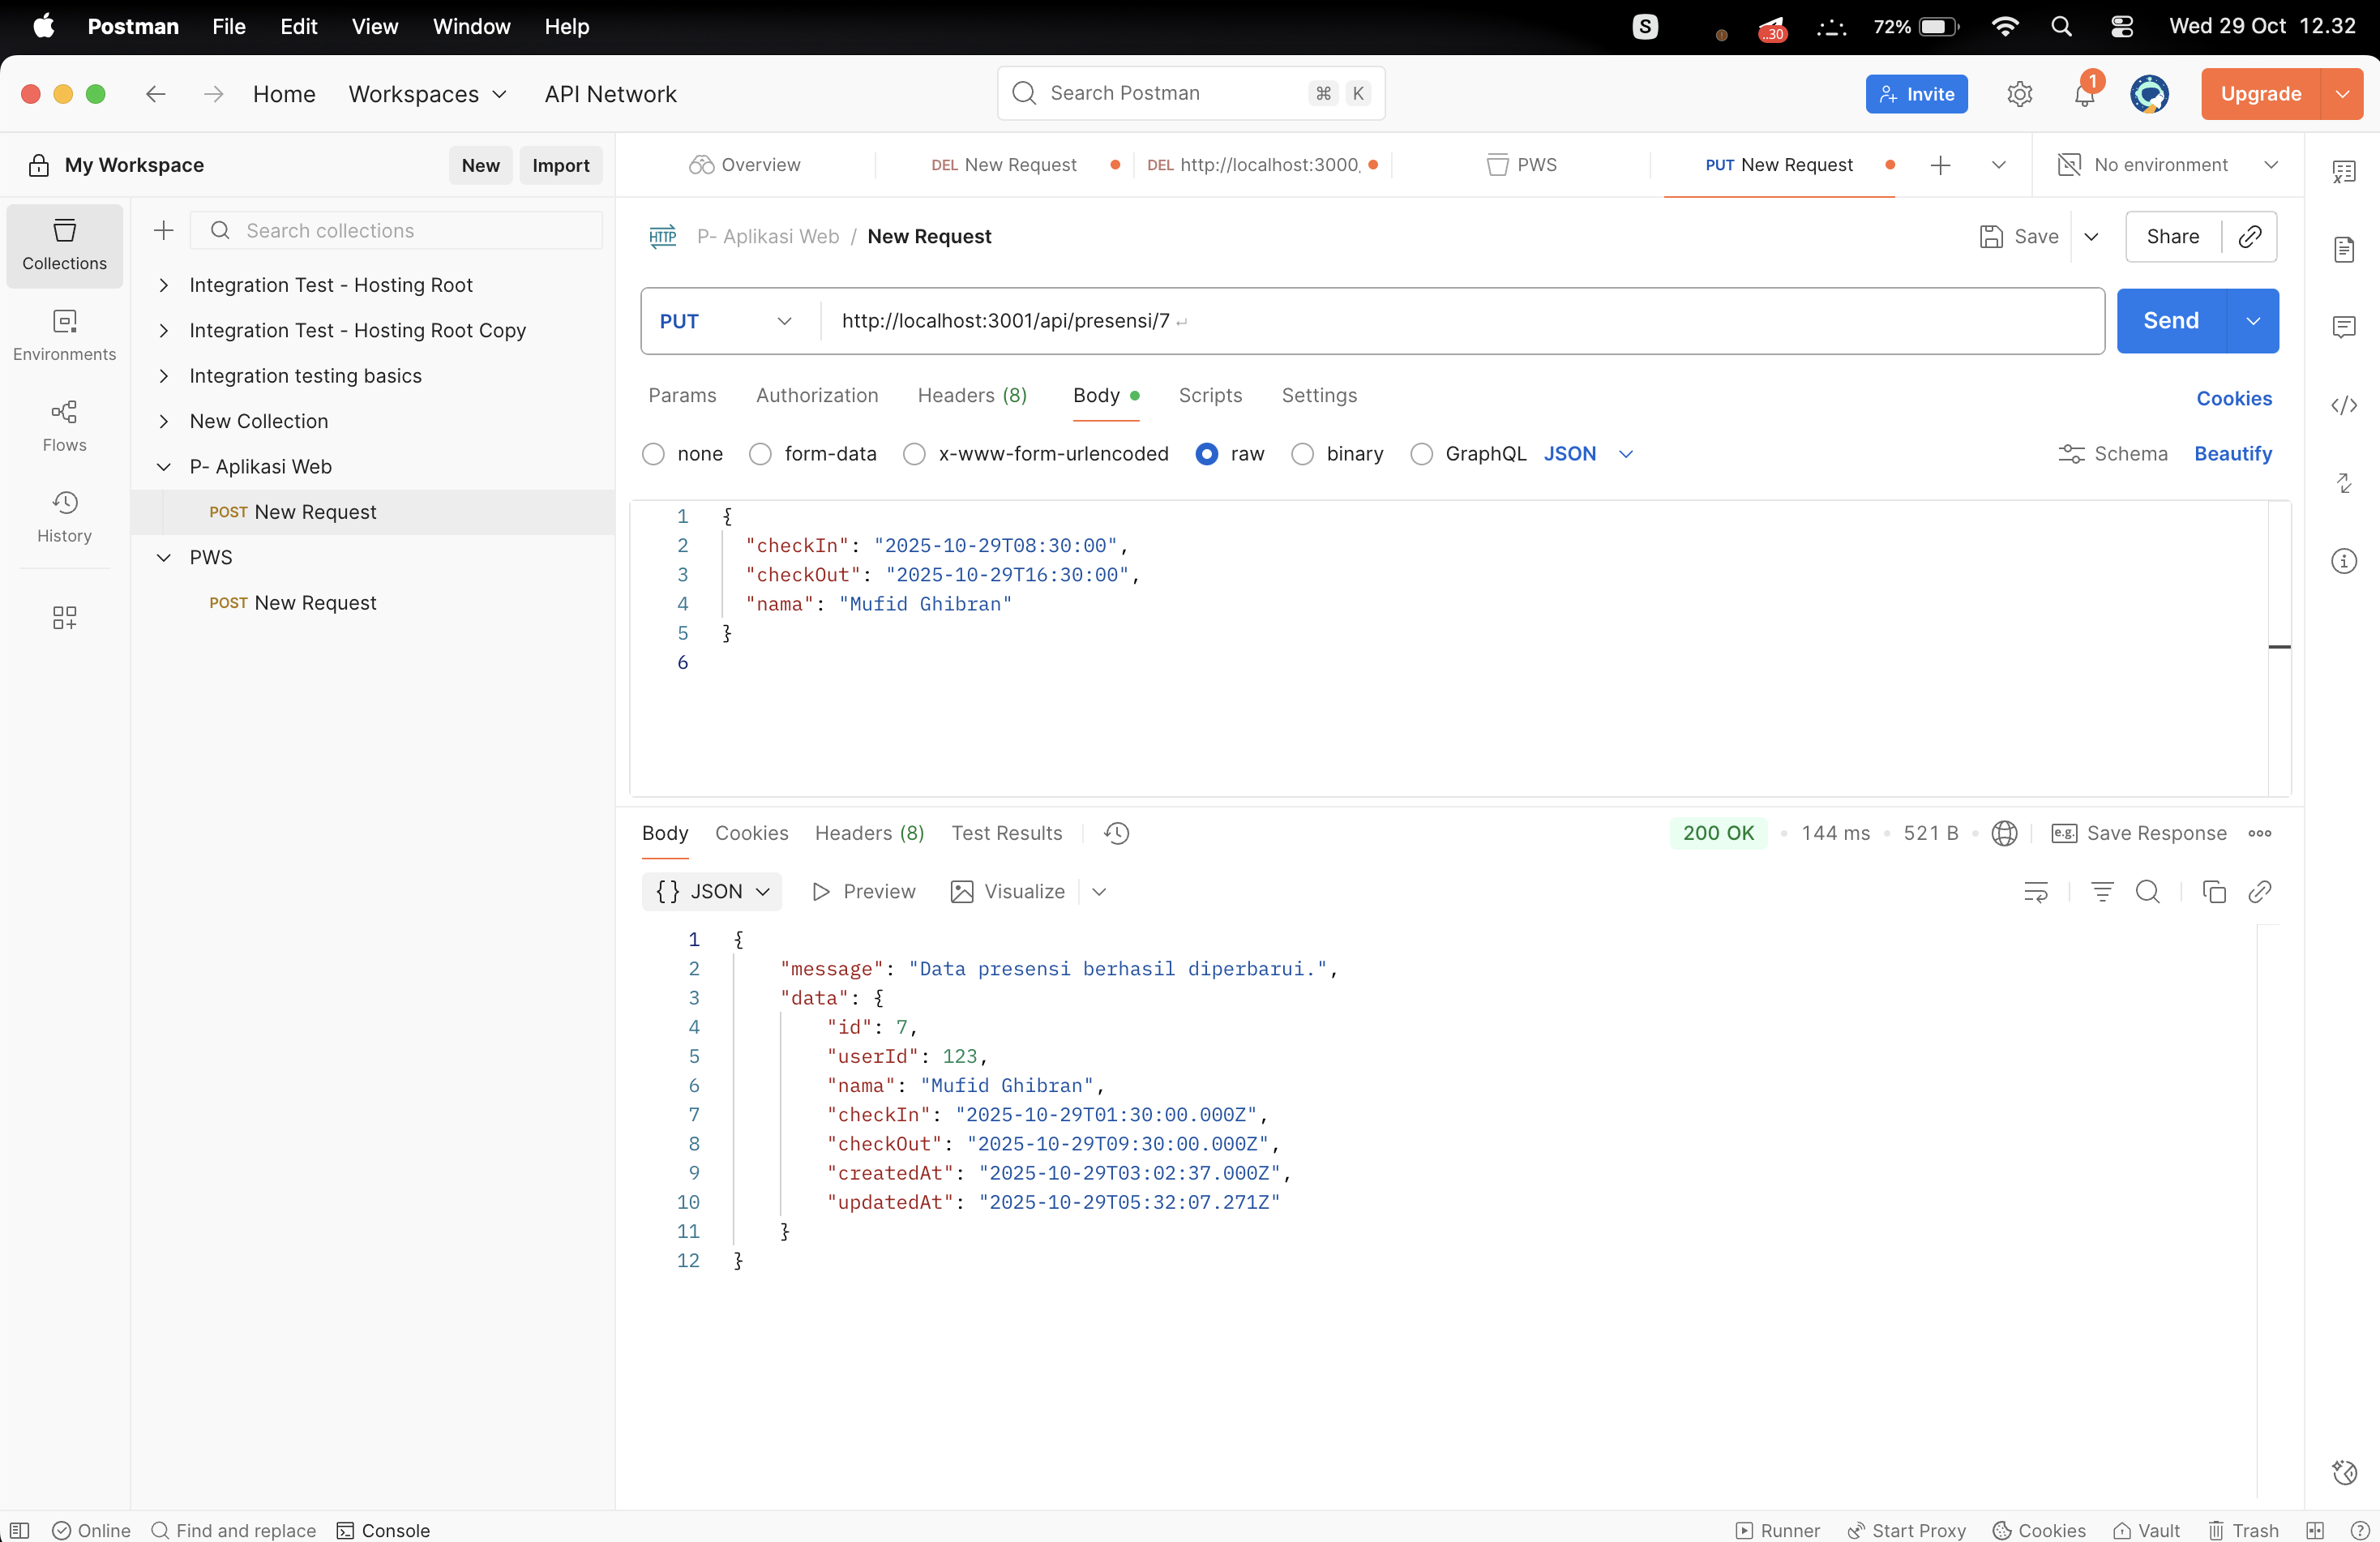 Postman File Edit View Window Help S ..30 72% Wed 29 Oct 12.32
Home Workspaces API Network Search Postman ⌘ K Invite 1 Upgrade
My Workspace New Import
Overview DEL New Request DEL http://localhost:3000, PWS PUT New Request No environment
Collections
Environments
Flows
History
Search collections
Integration Test - Hosting Root
Integration Test - Hosting Root Copy
Integration testing basics
New Collection
P- Aplikasi Web
POST New Request
PWS
POST New Request
HTTP P- Aplikasi Web / New Request Save Share
PUT http://localhost:3001/api/presensi/7 Send
Params Authorization Headers (8) Body Scripts Settings Cookies
none form-data x-www-form-urlencoded raw binary GraphQL JSON Schema Beautify
1 {
2 "checkIn": "2025-10-29T08:30:00",
3 "checkOut": "2025-10-29T16:30:00",
4 "nama": "Mufid Ghibran"
5 }
6
Body Cookies Headers (8) Test Results 200 OK 144 ms 521 B e.g. Save Response
{} JSON Preview Visualize
1 {
2 "message": "Data presensi berhasil diperbarui.",
3 "data": {
4 "id": 7,
5 "userId": 123,
6 "nama": "Mufid Ghibran",
7 "checkIn": "2025-10-29T01:30:00.000Z",
8 "checkOut": "2025-10-29T09:30:00.000Z",
9 "createdAt": "2025-10-29T03:02:37.000Z",
10 "updatedAt": "2025-10-29T05:32:07.271Z"
11 }
12 }
Online Find and replace Console Runner Start Proxy Cookies Vault Trash